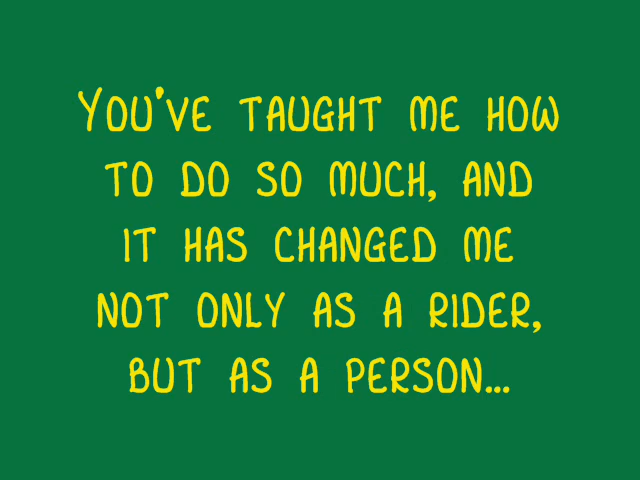 You've taught me how
to do so much, and
it has changed me
not only as a rider,
but as a person...